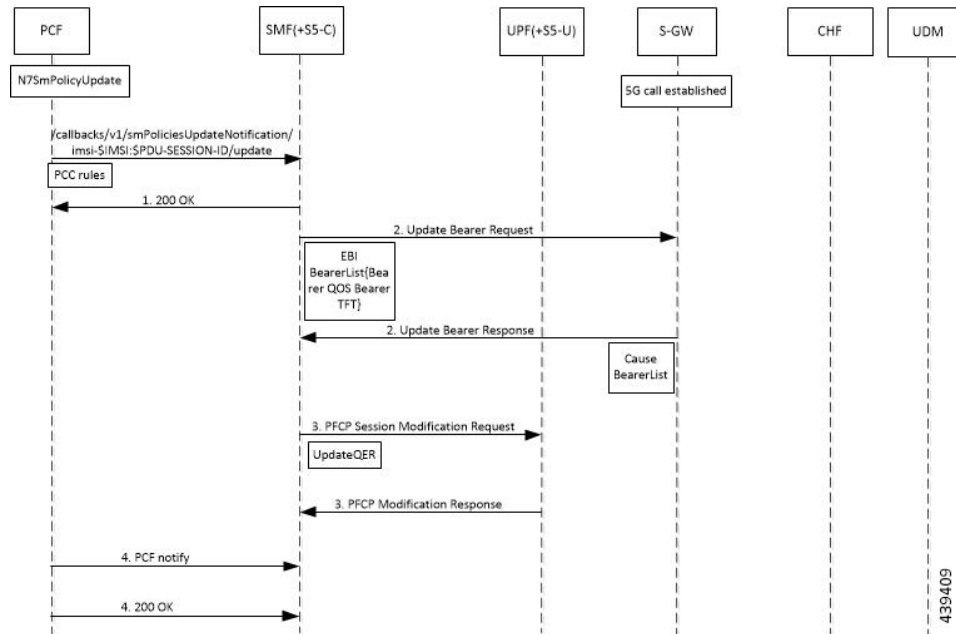 PCF
SMF(+S5-C)
UPF(+S5-U)
S-GW
CHF
UDM
N7SmPolicyUpdate
5G call established
/callbacks/v1/smPoliciesUpdateNotification/
imsi-$IMSI:$PDU-SESSION-ID/update
PCC rules
1. 200 OK
2. Update Bearer Request
EBI
BearerList{Bea
rer QOS Bearer
TFT}
2. Update Bearer Response
Cause
BearerList
3. PFCP Session Modification Request
UpdateQER
3. PFCP Modification Response
4. PCF notify
4. 200 OK
439409